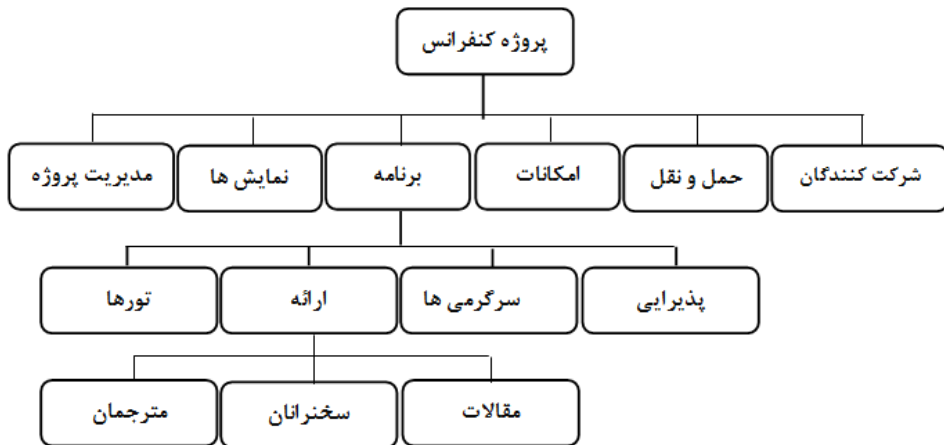 پروژه کنفرانس
شرکت کنندگان
حمل و نقل
امکانات
برنامه
نمایش ها
مدیریت پروژه
پذیرایی
سرگرمی ها
ارائه
تورها
مقالات
سخنرانان
مترجمان